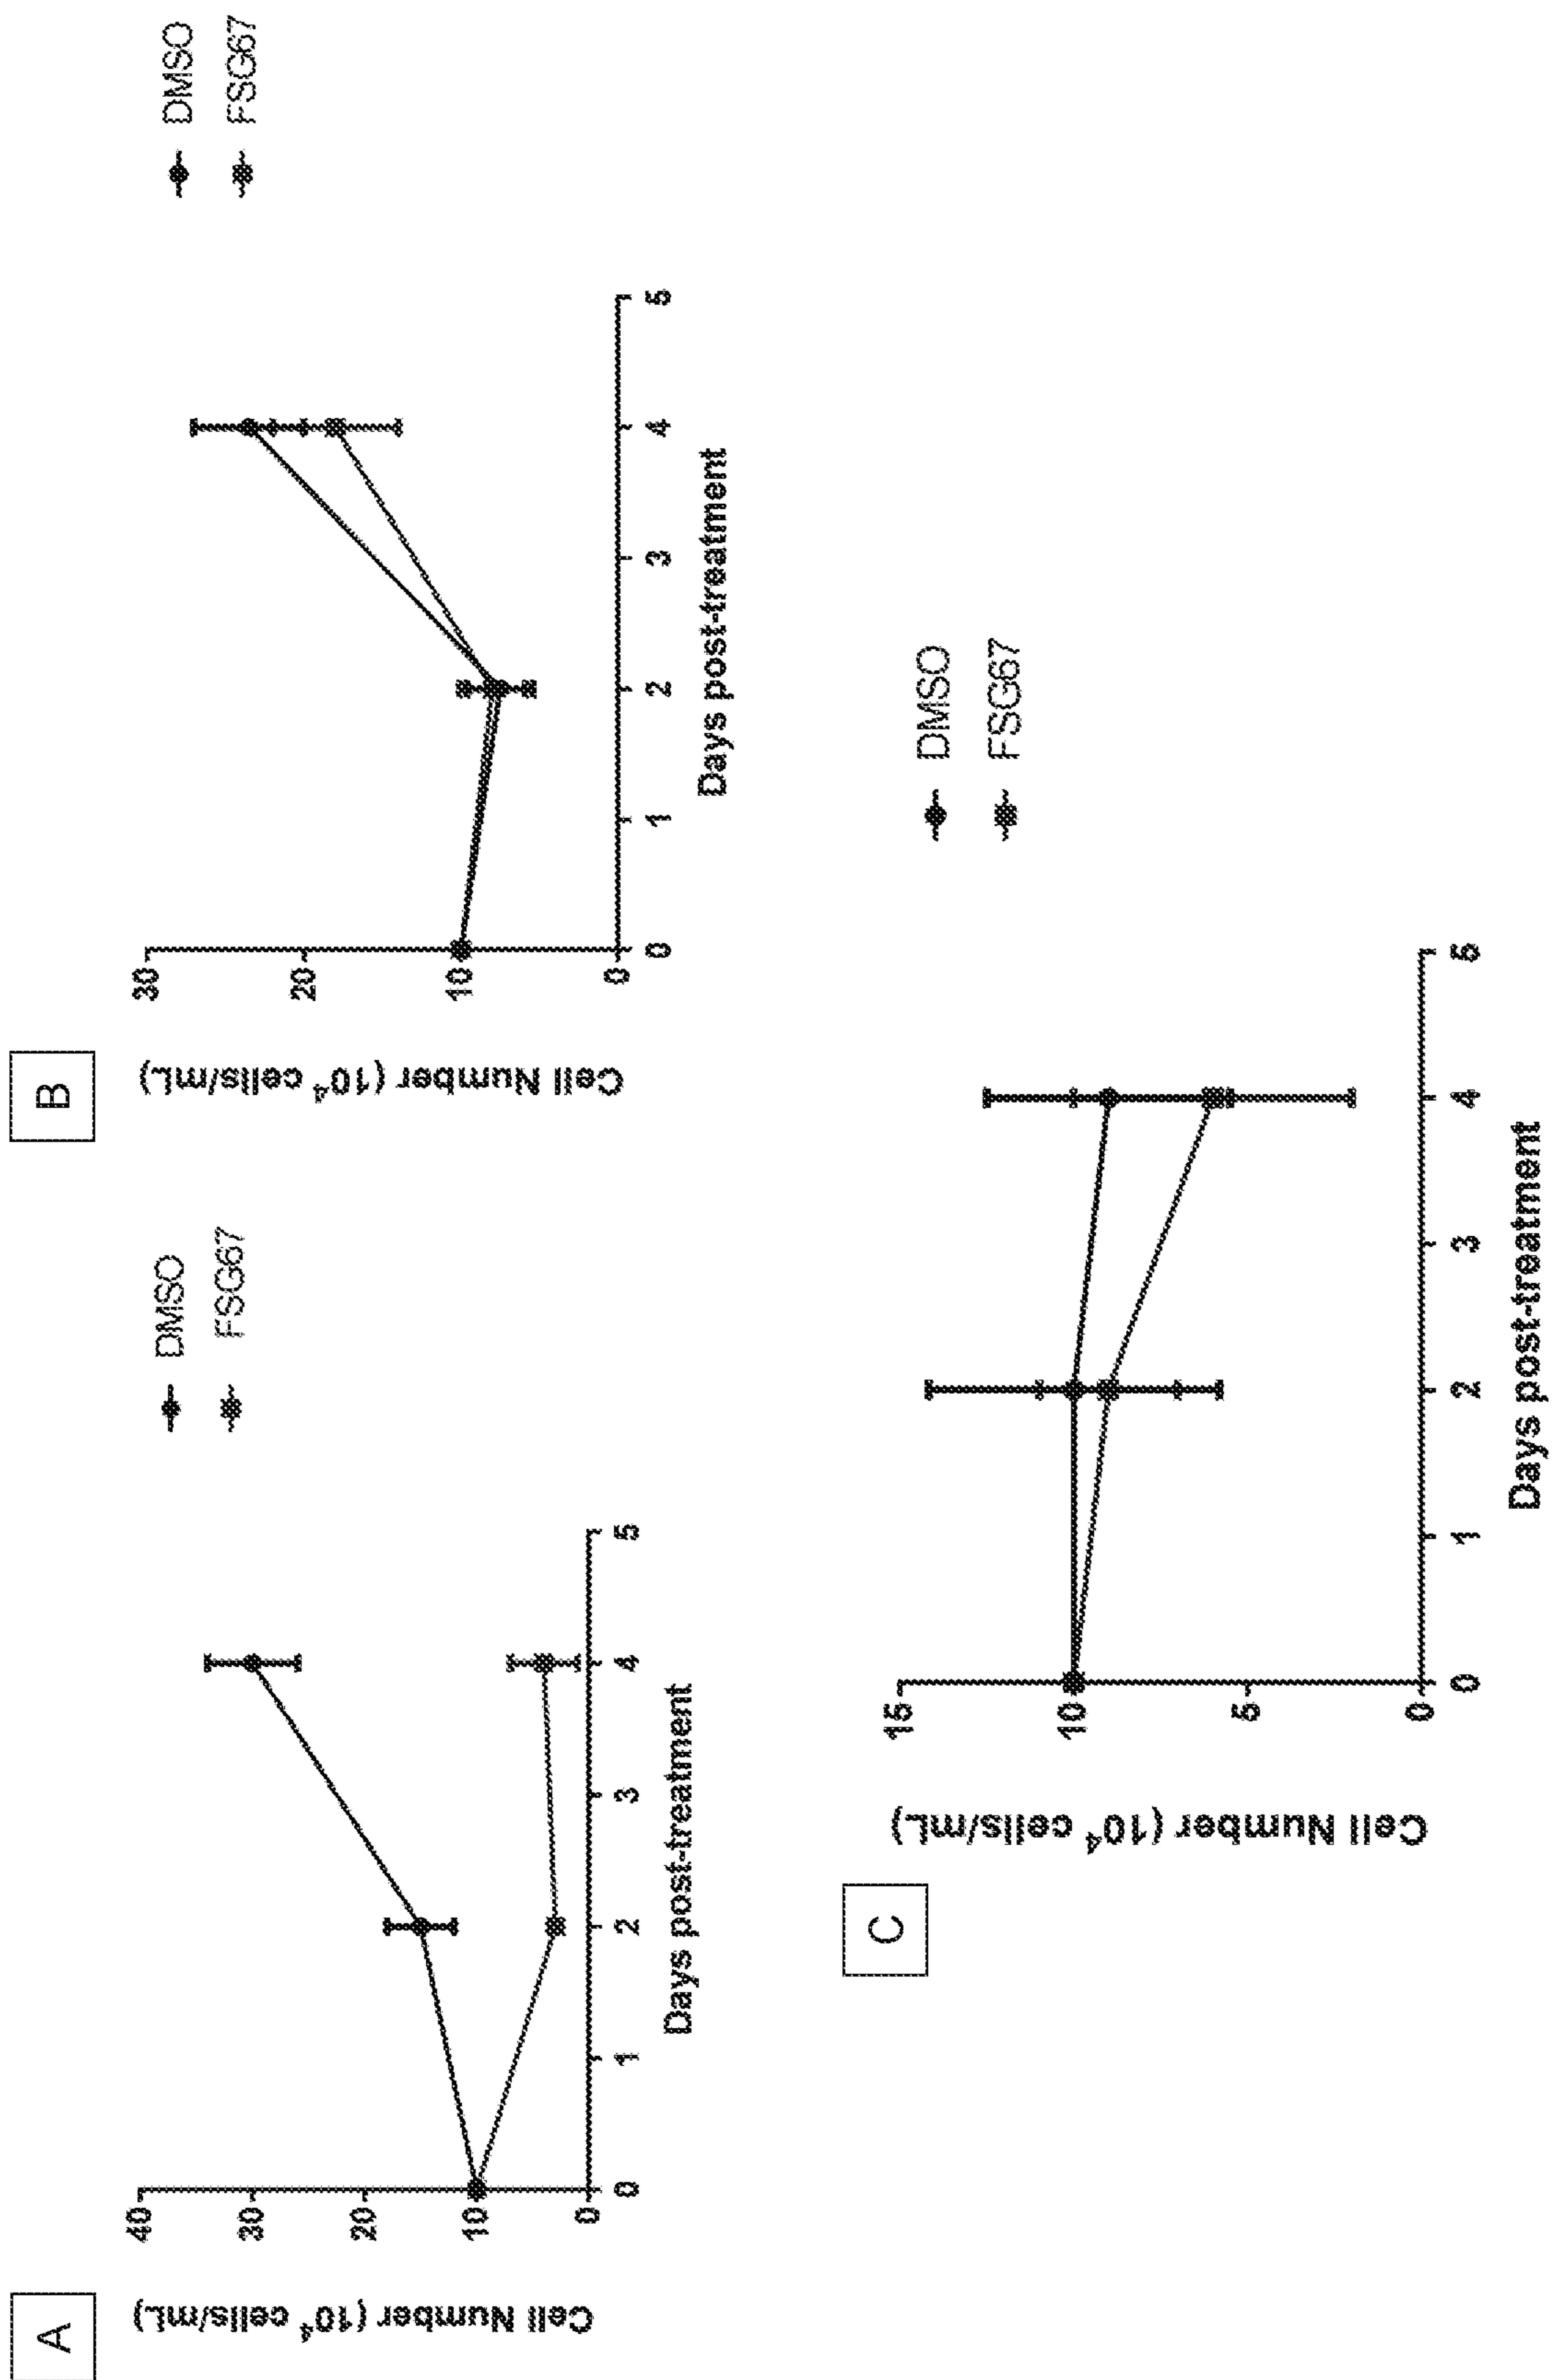 A
Cell Number (10⁴ cells/mL)
40
30
20
10
0
0 1 2 3 4 5
Days post-treatment
DMSO
FSG67
B
Cell Number (10⁴ cells/mL)
30
20
10
0
0 1 2 3 4 5
Days post-treatment
DMSO
FSG67
C
Cell Number (10⁴ cells/mL)
15
10
5
0
0 1 2 3 4 5
Days post-treatment
DMSO
FSG67